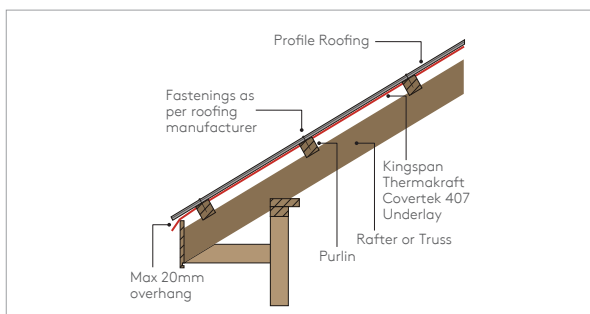 Profile Roofing
Fastenings as
per roofing
manufacturer
Kingspan
Thermakraft
Covertek 407
Underlay
Rafter or Truss
Purlin
Max 20mm
overhang